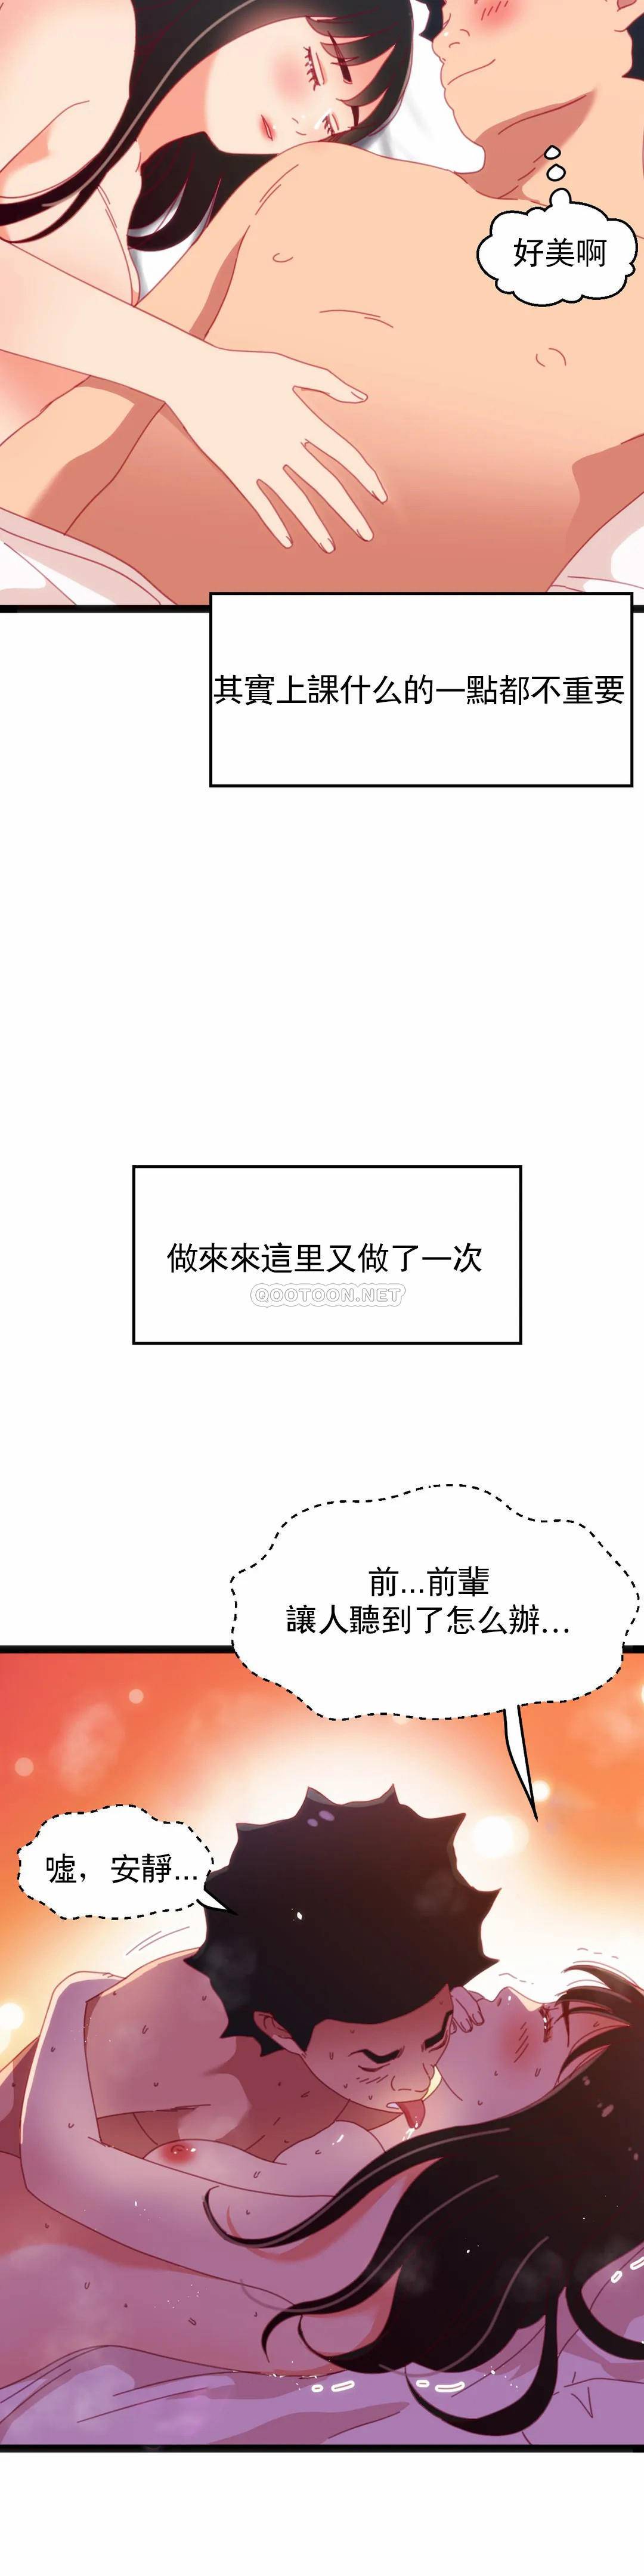 好美啊
其實上課什么的一點都不重要
做來來這里又做了一次
QOOTOON.NET
前...前輩
讓人聽到了怎么辦...
噓，安靜...